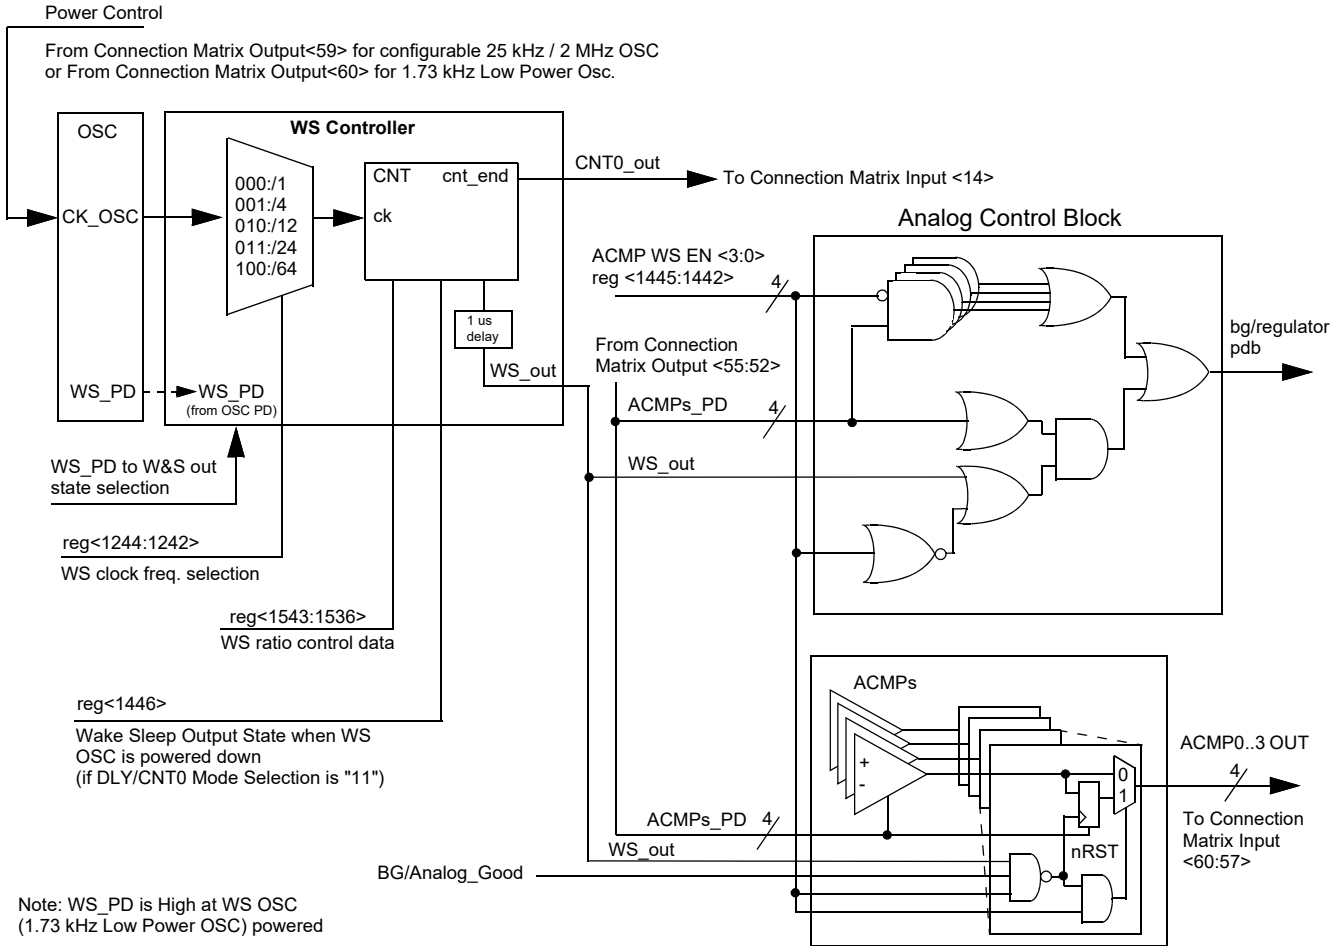 Power Control
From Connection Matrix Output<59> for configurable 25 kHz / 2 MHz OSC
or From Connection Matrix Output<60> for 1.73 kHz Low Power Osc.
OSC
CK_OSC
WS_PD
WS Controller
000:/1
001:/4
010:/12
011:/24
100:/64
CNT
cnt_end
ck
1 us
delay
WS_PD
(from OSC PD)
WS_out
CNT0_out
To Connection Matrix Input <14>
WS_PD to W&S out
state selection
reg<1244:1242>
WS clock freq. selection
reg<1543:1536>
WS ratio control data
reg<1446>
Wake Sleep Output State when WS
OSC is powered down
(if DLY/CNT0 Mode Selection is "11")
Note: WS_PD is High at WS OSC
(1.73 kHz Low Power OSC) powered
Analog Control Block
ACMP WS EN <3:0>
reg <1445:1442>
4
From Connection
Matrix Output <55:52>
ACMPs_PD
4
WS_out
bg/regulator
pdb
ACMPs
+
-
0
1
nRST
ACMPs_PD
4
WS_out
BG/Analog_Good
ACMP0..3 OUT
4
To Connection
Matrix Input
<60:57>